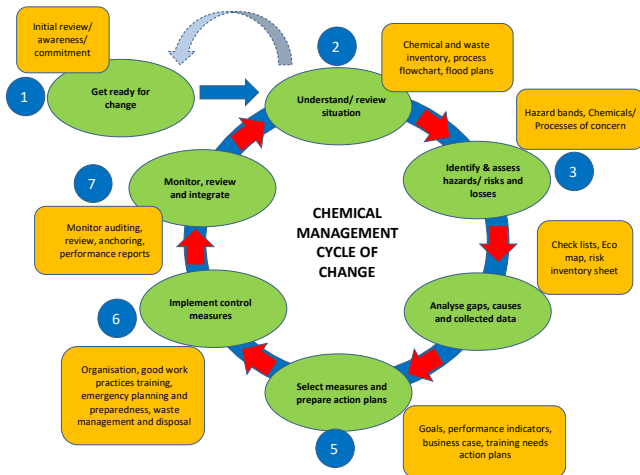 Initial review/
awareness/
commitment
1
Get ready for
change
2
Understand/ review
situation
Chemical and waste
inventory, process
flowchart, flood plans
Hazard bands, Chemicals/
Processes of concern
3
Identify & assess
hazards/ risks and
losses
Check lists, Eco
map, risk
inventory sheet
Analyse gaps, causes
and collected data
Select measures and
prepare action plans
5
Goals, performance indicators,
business case, training needs
action plans
Implement control
measures
6
Organisation, good work
practices training,
emergency planning and
preparedness, waste
management and disposal
7
Monitor, review
and integrate
Monitor auditing,
review, anchoring,
performance reports
CHEMICAL
MANAGEMENT
CYCLE OF
CHANGE